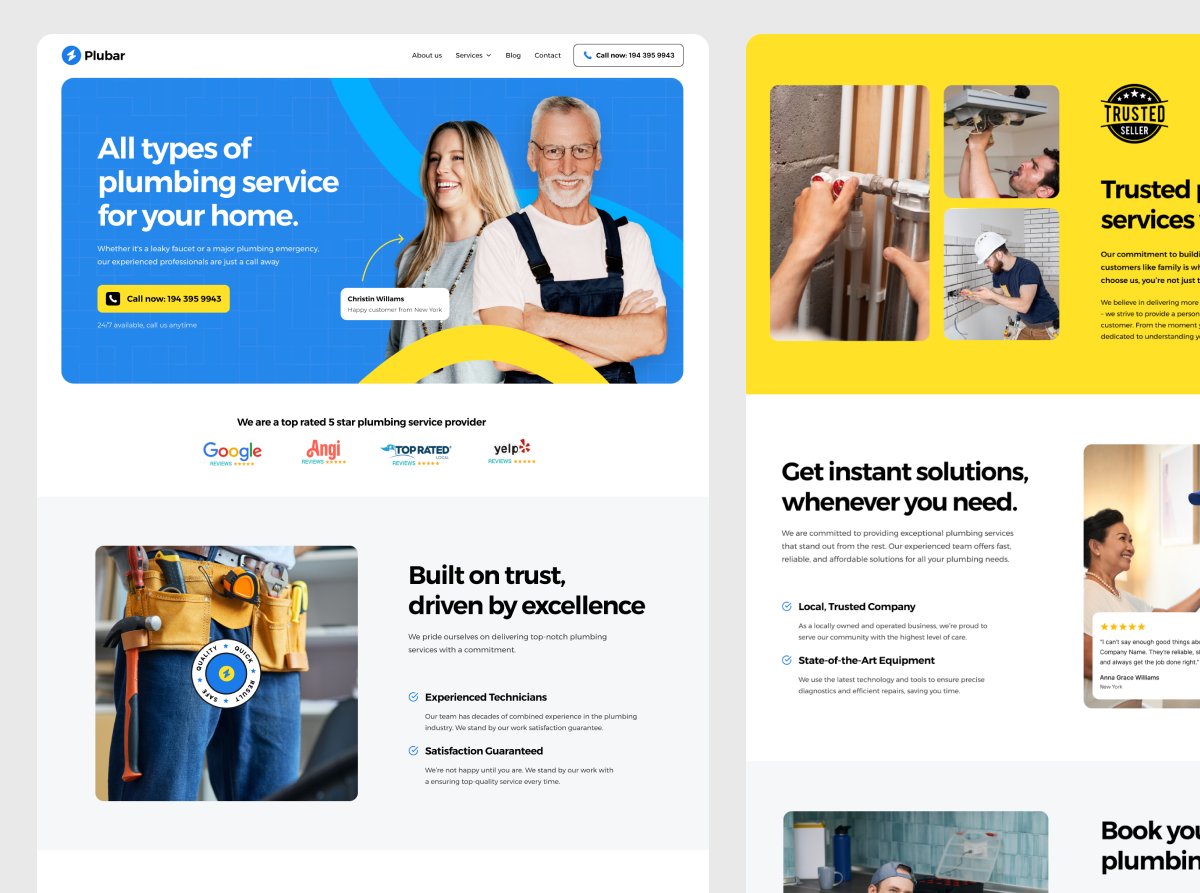 Plubar
About us
Services
Blog
Contact
Call now: 194 395 9943
All types of
plumbing service
for your home.
Whether it's a leaky faucet or a major plumbing emergency,
our experienced professionals are just a call away
Call now: 194 395 9943
24/7 available, call us anytime
Christin Willams
Happy customer from New York
We are a top rated 5 star plumbing service provider
Google
REVIEWS
Angi
REVIEWS
TOP RATED
LOCAL
REVIEWS
yelp
REVIEWS
QUALITY
QUICK
RESULT
SAFE
Built on trust,
driven by excellence
We pride ourselves on delivering top-notch plumbing
services with a commitment.
Experienced Technicians
Our team has decades of combined experience in the plumbing
industry. We stand by our work satisfaction guarantee.
Satisfaction Guaranteed
We're not happy until you are. We stand by our work with
a ensuring top-quality service every time.
TRUSTED
SELLER
Trusted
services
Our commitment to
customers like family is
choose us, you're not just
We believe in delivering more
- we strive to provide a
customer. From the moment
dedicated to understanding
Get instant solutions,
whenever you need.
We are committed to providing exceptional plumbing services
that stand out from the rest. Our experienced team offers fast,
reliable, and affordable solutions for all your plumbing needs.
Local, Trusted Company
As a locally owned and operated business, we're proud to
serve our community with the highest level of care.
State-of-the-Art Equipment
We use the latest technology and tools to ensure precise
diagnostics and efficient repairs, saving you time.
"I can't say enough good things
Company Name. They're reliable,
and always get the job done right."
Anna Grace Williams
New York
Book